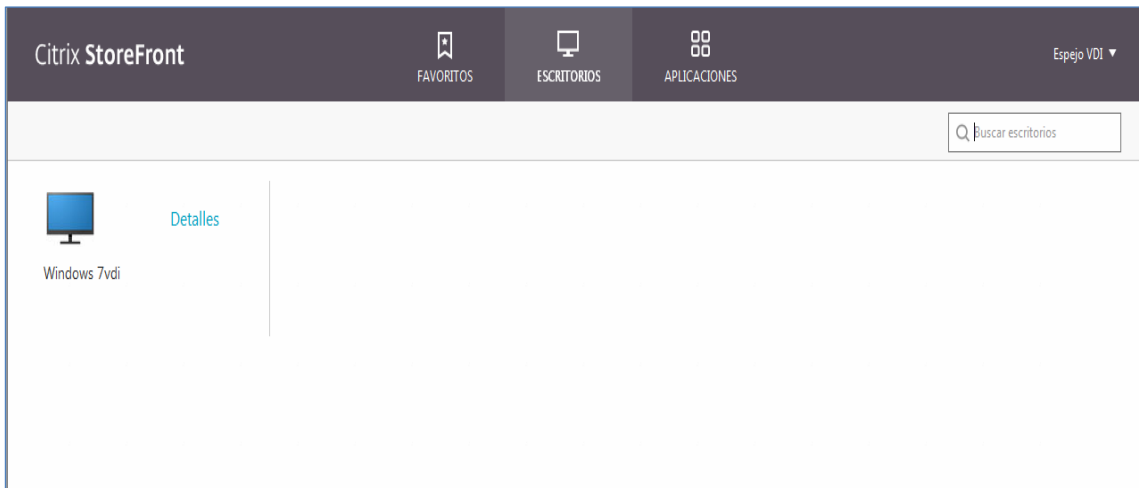 Citrix StoreFront
FAVORITOS
ESCRITORIOS
APLICACIONES
Espejo VDI
Buscar escritorios
Detalles
Windows 7vdi